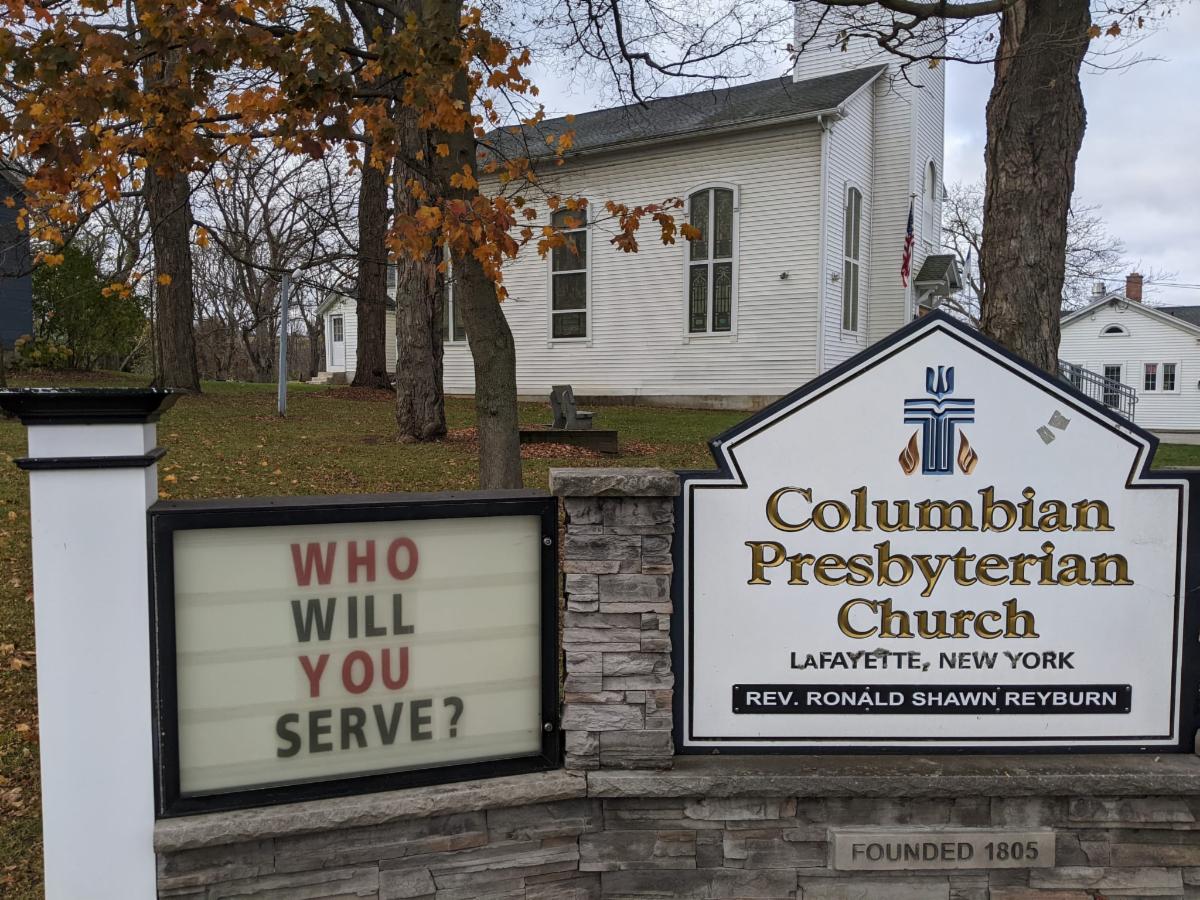 WHO
WILL
YOU
SERVE?
Columbian
Presbyterian
Church
LAFAYETTE, NEW YORK
REV. RONALD SHAWN REYBURN
FOUNDED 1805